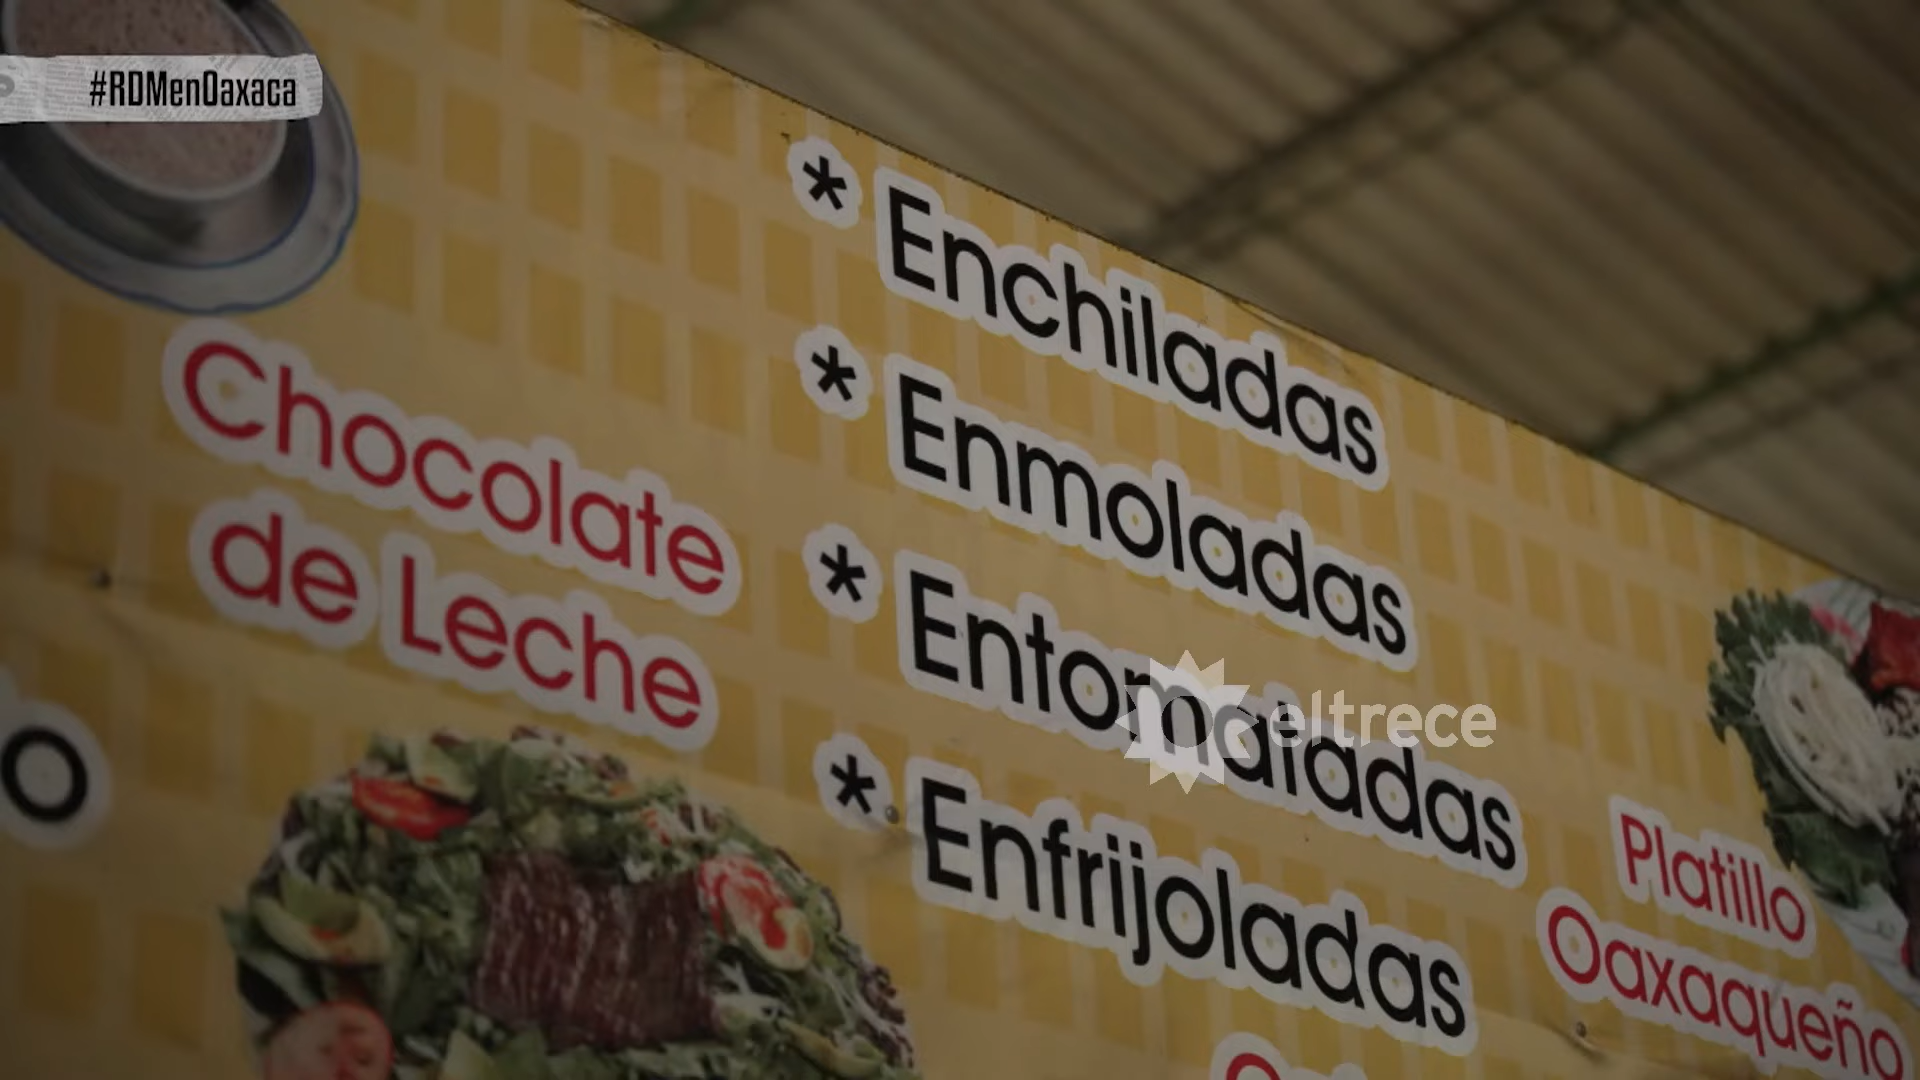 #RDMenOaxaca
* Enchiladas
* Enmoladas
* Entomatadas
* Enfrijoladas
Chocolate
de Leche
o
eltrece
Platillo
Oaxaqueño